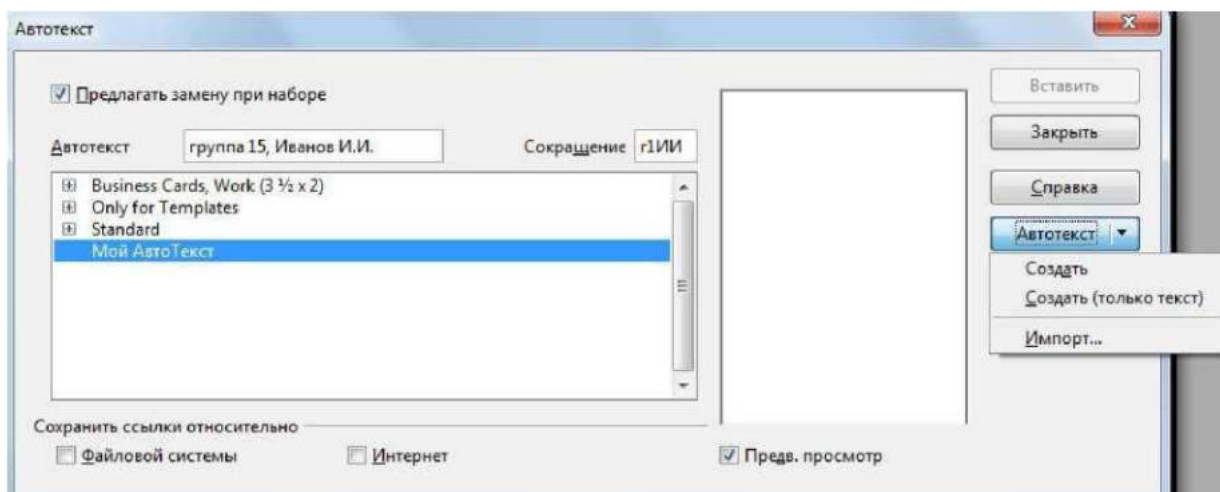 Автотекст
Предлагать замену при наборе
Автотекст группа 15, Иванов И.И. Сокращение г1ИИ
Business Cards, Work (3 ½ x 2)
Only for Templates
Standard
Мой АвтоТекст
Сохранить ссылки относительно
Файловой системы Интернет
Предв. просмотр
Вставить
Закрыть
Справка
Автотекст
Создать
Создать (только текст)
Импорт...